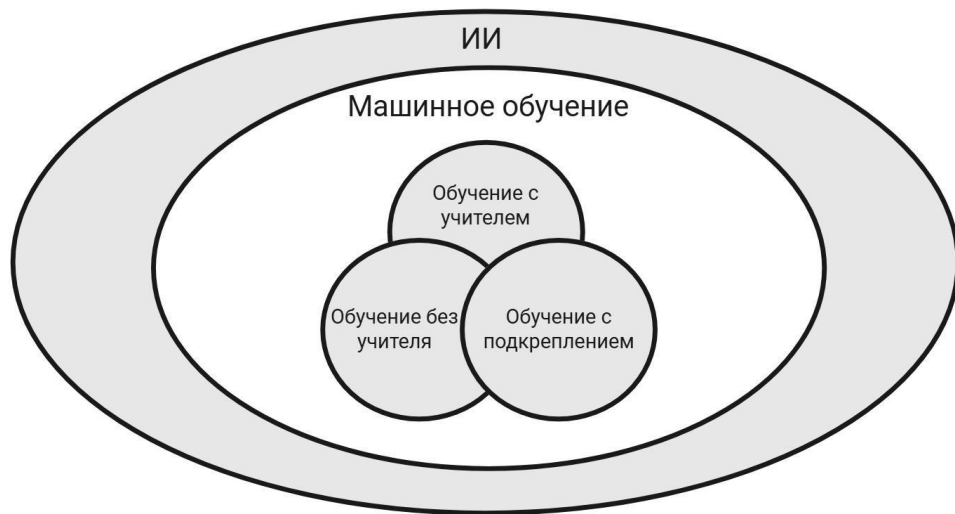 ИИ
Машинное обучение
Обучение с
учителем
Обучение без
учителя
Обучение с
подкреплением